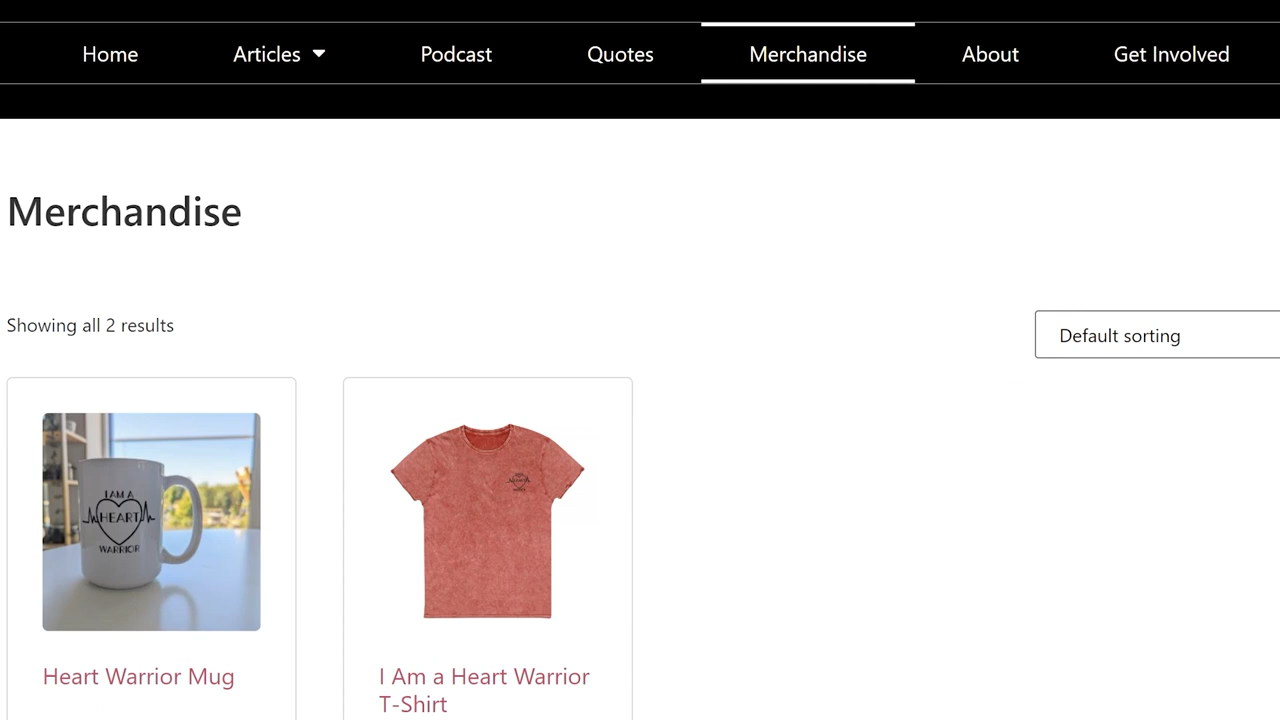 Home Articles Podcast Quotes Merchandise About Get Involved
Merchandise
Showing all 2 results
Default sorting
I AM A
HEART
WARRIOR
Heart Warrior Mug
I Am a Heart Warrior
T-Shirt